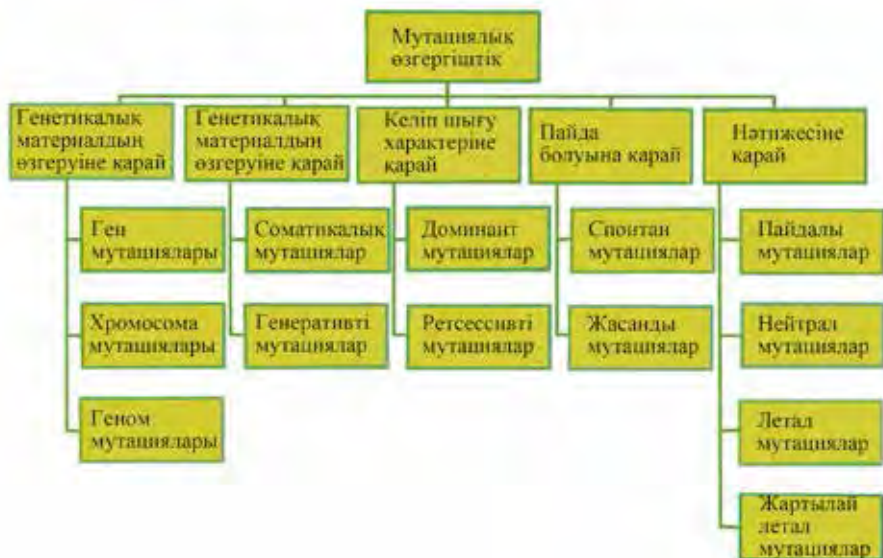 Мутациялық
өзгергіштік
Генетикалық
материалдың
өзгеруіне қарай
Генетикалық
материалдың
өзгеруіне қарай
Келіп шығу
характеріне
қарай
Пайда
болуына қарай
Нәтижесіне
қарай
Ген
мутациялары
Соматикалық
мутациялар
Доминант
мутациялар
Спонтан
мутациялар
Пайдалы
мутациялар
Хромосома
мутациялары
Генеративті
мутациялар
Ретсессивті
мутациялар
Жасанды
мутациялар
Нейтрал
мутациялар
Геном
мутациялары
Летал
мутациялар
Жартылай
летал
мутациялар